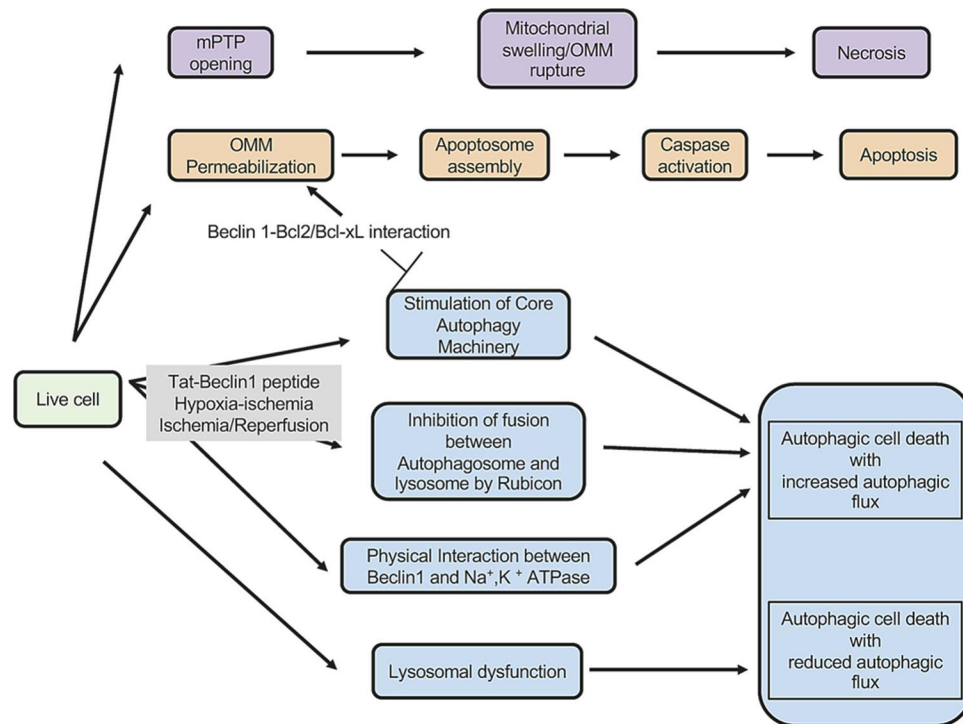 mPTP
opening
Mitochondrial
swelling/OMM
rupture
Necrosis
OMM
Permeabilization
Apoptosome
assembly
Caspase
activation
Apoptosis
Beclin 1-Bcl2/Bcl-xL interaction
Stimulation of Core
Autophagy
Machinery
Live cell
Tat-Beclin1 peptide
Hypoxia-ischemia
Ischemia/Reperfusion
Inhibition of fusion
between
Autophagosome and
lysosome by Rubicon
Autophagic cell death
with
increased autophagic
flux
Physical Interaction between
Beclin1 and Na⁺,K ⁺ ATPase
Lysosomal dysfunction
Autophagic cell death
with
reduced autophagic
flux